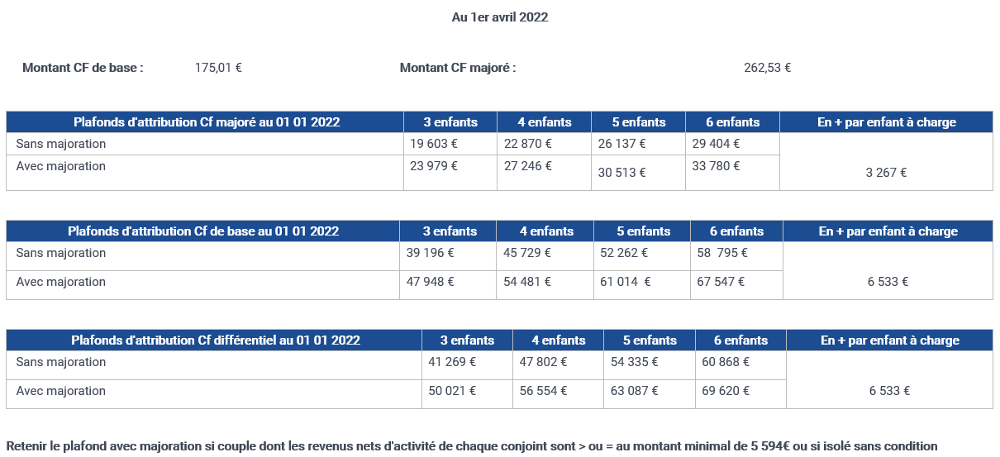 Au 1er avril 2022
Montant CF de base : 175,01 € Montant CF majoré : 262,53 €
Plafonds d'attribution Cf majoré au 01 01 2022 3 enfants 4 enfants 5 enfants 6 enfants En + par enfant à charge
Sans majoration 19 603 € 22 870 € 26 137 € 29 404 €
Avec majoration 23 979 € 27 246 € 30 513 € 33 780 € 3 267 €
Plafonds d'attribution Cf de base au 01 01 2022 3 enfants 4 enfants 5 enfants 6 enfants En + par enfant à charge
Sans majoration 39 196 € 45 729 € 52 262 € 58  795 €
Avec majoration 47 948 € 54 481 € 61 014  € 67 547 € 6 533 €
Plafonds d'attribution Cf différentiel au 01 01 2022 3 enfants 4 enfants 5 enfants 6 enfants En + par enfant à charge
Sans majoration 41 269 € 47 802 € 54 335 € 60 868 €
Avec majoration 50 021 € 56 554 € 63 087 € 69 620 € 6 533 €
Retenir le plafond avec majoration si couple dont les revenus nets d'activité de chaque conjoint sont > ou = au montant minimal de 5 594€ ou si isolé sans condition